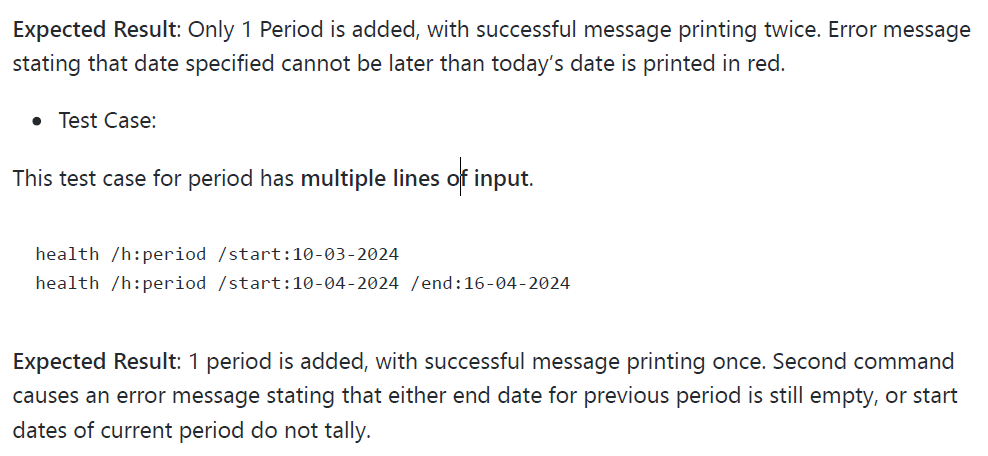 Expected Result: Only 1 Period is added, with successful message printing twice. Error message
stating that date specified cannot be later than today’s date is printed in red.
• Test Case:
This test case for period has multiple lines of input.
health /h:period /start:10-03-2024
health /h:period /start:10-04-2024 /end:16-04-2024
Expected Result: 1 period is added, with successful message printing once. Second command
causes an error message stating that either end date for previous period is still empty, or start
dates of current period do not tally.